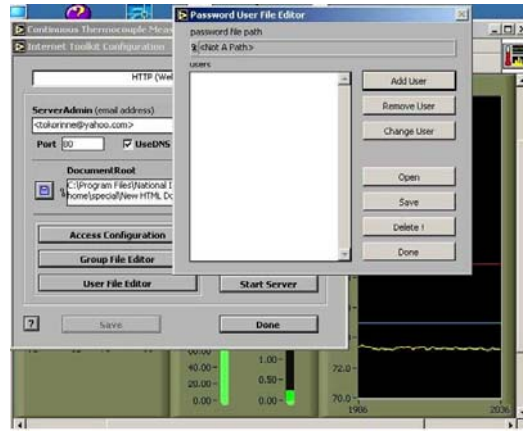 Password User File Editor
Continuous Thermocouple Meas
Internet Toolkit Configuration
password file path
<Not A Path>
users
HTTP (Wel
Add User
Remove User
Change User
ServerAdmin (email address)
<tokorinne@yahoo.com>
Port
UseDNS
DocumentRoot
C:\Program Files\National I
home\special\New HTML Do
Open
Save
Delete !
Done
Access Configuration
Group File Editor
User File Editor
Start Server
?
Save
Done
40.00
20.00
0.00
1.00
0.50
0.00
72.0
70.0
1906
2036